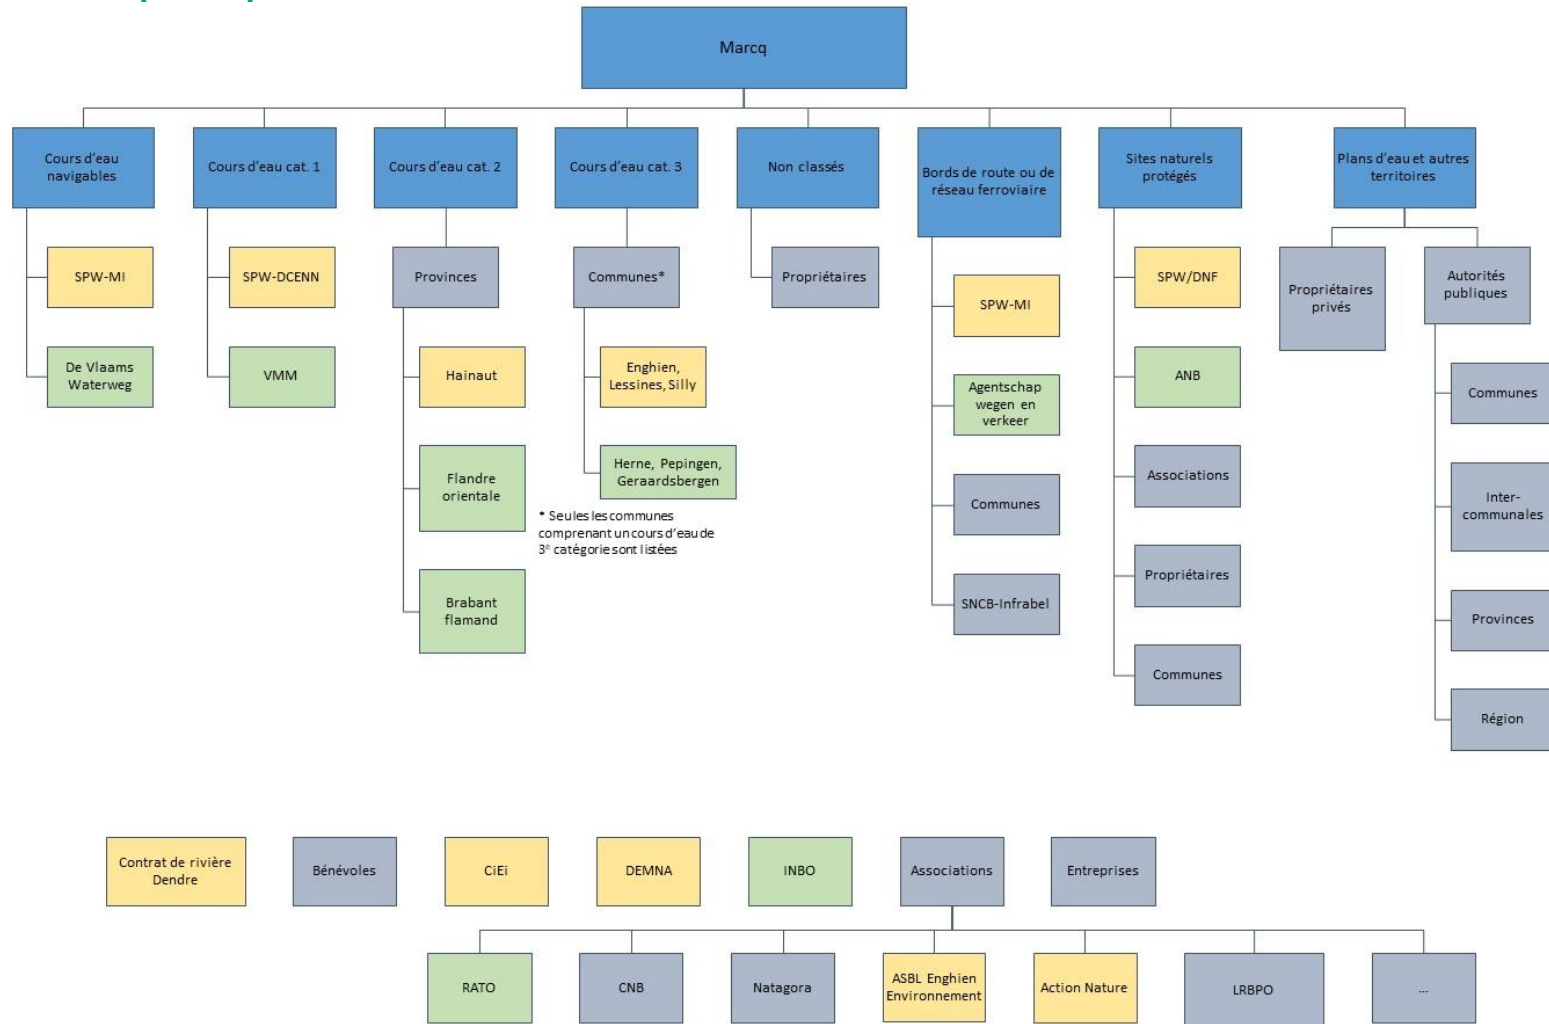 Marcq
Cours d'eau
navigables
Cours d'eau cat. 1
Cours d'eau cat. 2
Cours d'eau cat. 3
Non classés
Bords de route ou de
réseau ferroviaire
Sites naturels
protégés
Plans d'eau et autres
territoires
SPW-MI
SPW-DCENN
Provinces
Communes*
Propriétaires
SPW-MI
SPW/DNF
Propriétaires
privés
Autorités
publiques
De Vlaams
Waterweg
VMM
Hainaut
Enghien,
Lessines, Silly
Agentschap
wegen en
verkeer
ANB
Communes
Flandre
orientale
Herne, Pepingen,
Geraardsbergen
* Seules les communes
comprenant un cours d'eau de
3e catégorie sont listées
Communes
Associations
Inter-
communales
Brabant
flamand
SNCB-Infrabel
Propriétaires
Provinces
Communes
Région
Contrat de rivière
Dendre
Bénévoles
CiEi
DEMNA
INBO
Associations
Entreprises
RATO
CNB
Natagora
ASBL Enghien
Environnement
Action Nature
LRBPO
...